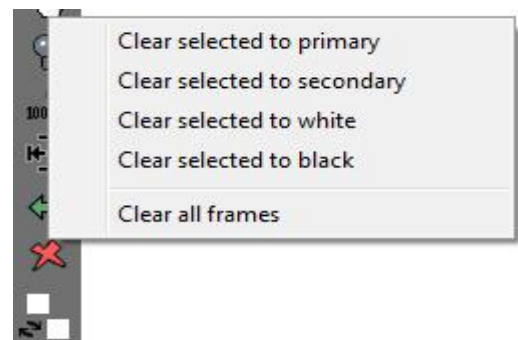 Clear selected to primary
Clear selected to secondary
100
Clear selected to white
Clear selected to black
Clear all frames